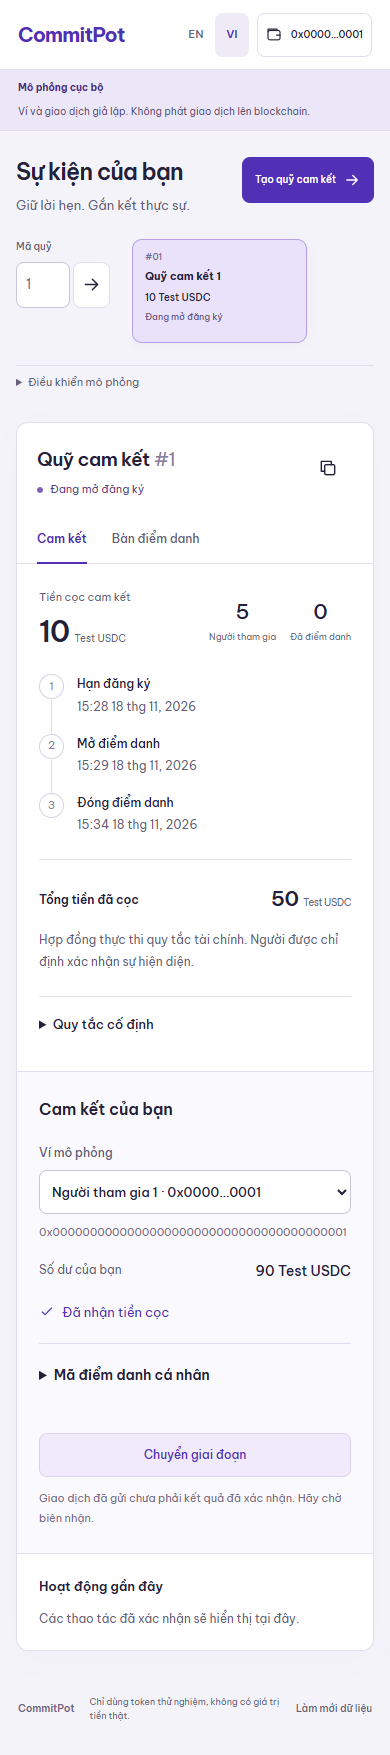 CommitPot
EN
VI
0x0000…0001
Mô phỏng cục bộ
Ví và giao dịch giả lập. Không phát giao dịch lên blockchain.
Sự kiện của bạn
Giữ lời hẹn. Gắn kết thực sự.
Tạo quỹ cam kết
Mã quỹ
1
#01
Quỹ cam kết 1
10 Test USDC
Đang mở đăng ký
Điều khiển mô phỏng
Quỹ cam kết #1
Đang mở đăng ký
Cam kết
Bàn điểm danh
Tiền cọc cam kết
10 Test USDC
5
Người tham gia
0
Đã điểm danh
1
Hạn đăng ký
15:28 18 thg 11, 2026
2
Mở điểm danh
15:29 18 thg 11, 2026
3
Đóng điểm danh
15:34 18 thg 11, 2026
Tổng tiền đã cọc
50 Test USDC
Hợp đồng thực thi quy tắc tài chính. Người được chỉ
định xác nhận sự hiện diện.
Quy tắc cố định
Cam kết của bạn
Ví mô phỏng
Người tham gia 1 · 0x0000…0001
0x0000000000000000000000000000000000000001
Số dư của bạn
90 Test USDC
Đã nhận tiền cọc
Mã điểm danh cá nhân
Chuyển giai đoạn
Giao dịch đã gửi chưa phải kết quả đã xác nhận. Hãy chờ
biên nhận.
Hoạt động gần đây
Các thao tác đã xác nhận sẽ hiển thị tại đây.
CommitPot
Chỉ dùng token thử nghiệm, không có giá trị
tiền thật.
Làm mới dữ liệu